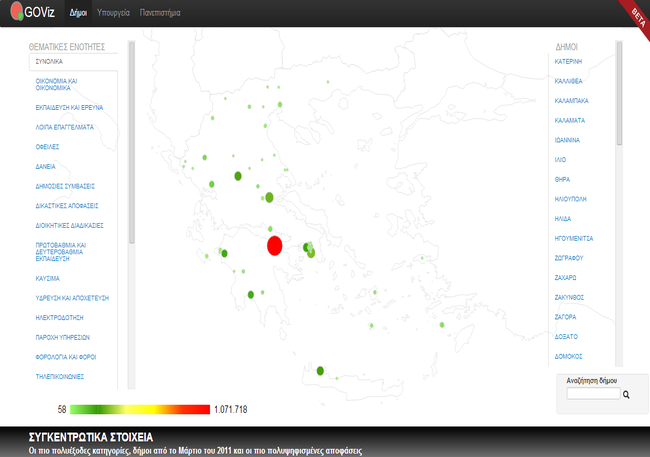 GOViz Δήμοι Υπουργεία Πανεπιστήμια
BETA
ΘΕΜΑΤΙΚΕΣ ΕΝΟΤΗΤΕΣ
ΣΥΝΟΛΙΚΑ
ΟΙΚΟΝΟΜΙΑ ΚΑΙ
ΟΙΚΟΝΟΜΙΚΑ
ΕΚΠΑΙΔΕΥΣΗ ΚΑΙ ΕΡΕΥΝΑ
ΛΟΙΠΑ ΕΠΑΓΓΕΛΜΑΤΑ
ΟΦΕΙΛΕΣ
ΔΑΝΕΙΑ
ΔΗΜΟΣΙΕΣ ΣΥΜΒΑΣΕΙΣ
ΔΙΚΑΣΤΙΚΕΣ ΑΠΟΦΑΣΕΙΣ
ΔΙΟΙΚΗΤΙΚΕΣ ΔΙΑΔΙΚΑΣΙΕΣ
ΠΡΩΤΟΒΑΘΜΙΑ ΚΑΙ
ΔΕΥΤΕΡΟΒΑΘΜΙΑ
ΕΚΠΑΙΔΕΥΣΗ
ΚΑΥΣΙΜΑ
ΥΔΡΕΥΣΗ ΚΑΙ ΑΠΟΧΕΤΕΥΣΗ
ΗΛΕΚΤΡΟΔΟΤΗΣΗ
ΠΑΡΟΧΗ ΥΠΗΡΕΣΙΩΝ
ΦΟΡΟΛΟΓΙΑ ΚΑΙ ΦΟΡΟΙ
ΤΗΛΕΠΙΚΟΙΝΩΝΙΕΣ
ΔΗΜΟΙ
ΚΑΤΕΡΙΝΗ
ΚΑΛΛΙΘΕΑ
ΚΑΛΑΜΠΑΚΑ
ΚΑΛΑΜΑΤΑ
ΙΩΑΝΝΙΝΑ
ΙΛΙΟ
ΘΗΡΑ
ΗΛΙΟΥΠΟΛΗ
ΗΛΙΔΑ
ΗΓΟΥΜΕΝΙΤΣΑ
ΖΩΓΡΑΦΟΥ
ΖΑΧΑΡΩ
ΖΑΚΥΝΘΟΣ
ΖΑΓΟΡΑ
ΔΟΞΑΤΟ
ΔΟΜΟΚΟΣ
Αναζήτηση δήμου
58 1.071.718
ΣΥΓΚΕΝΤΡΩΤΙΚΑ ΣΤΟΙΧΕΙΑ
Οι πιο πολυέξοδες κατηγορίες, δήμοι από το Μάρτιο του 2011 και οι πιο πολυψηφισμένες αποφάσεις